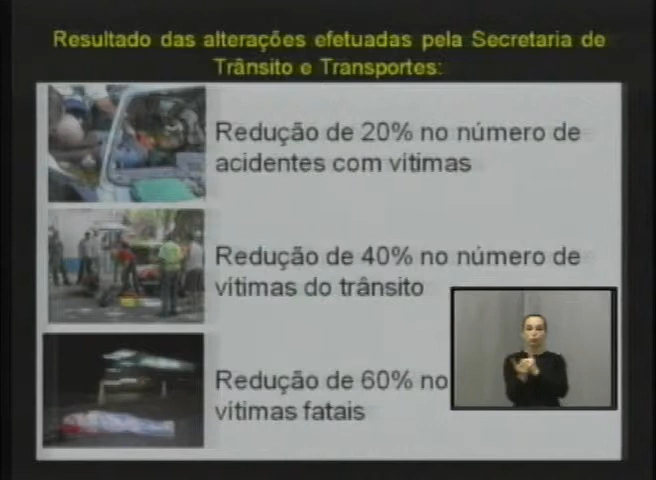 Resultado das alterações efetuadas pela Secretaria de
Trânsito e Transportes:
Redução de 20% no número de
acidentes com vítimas
Redução de 40% no número de
vítimas do trânsito
Redução de 60% no
vítimas fatais